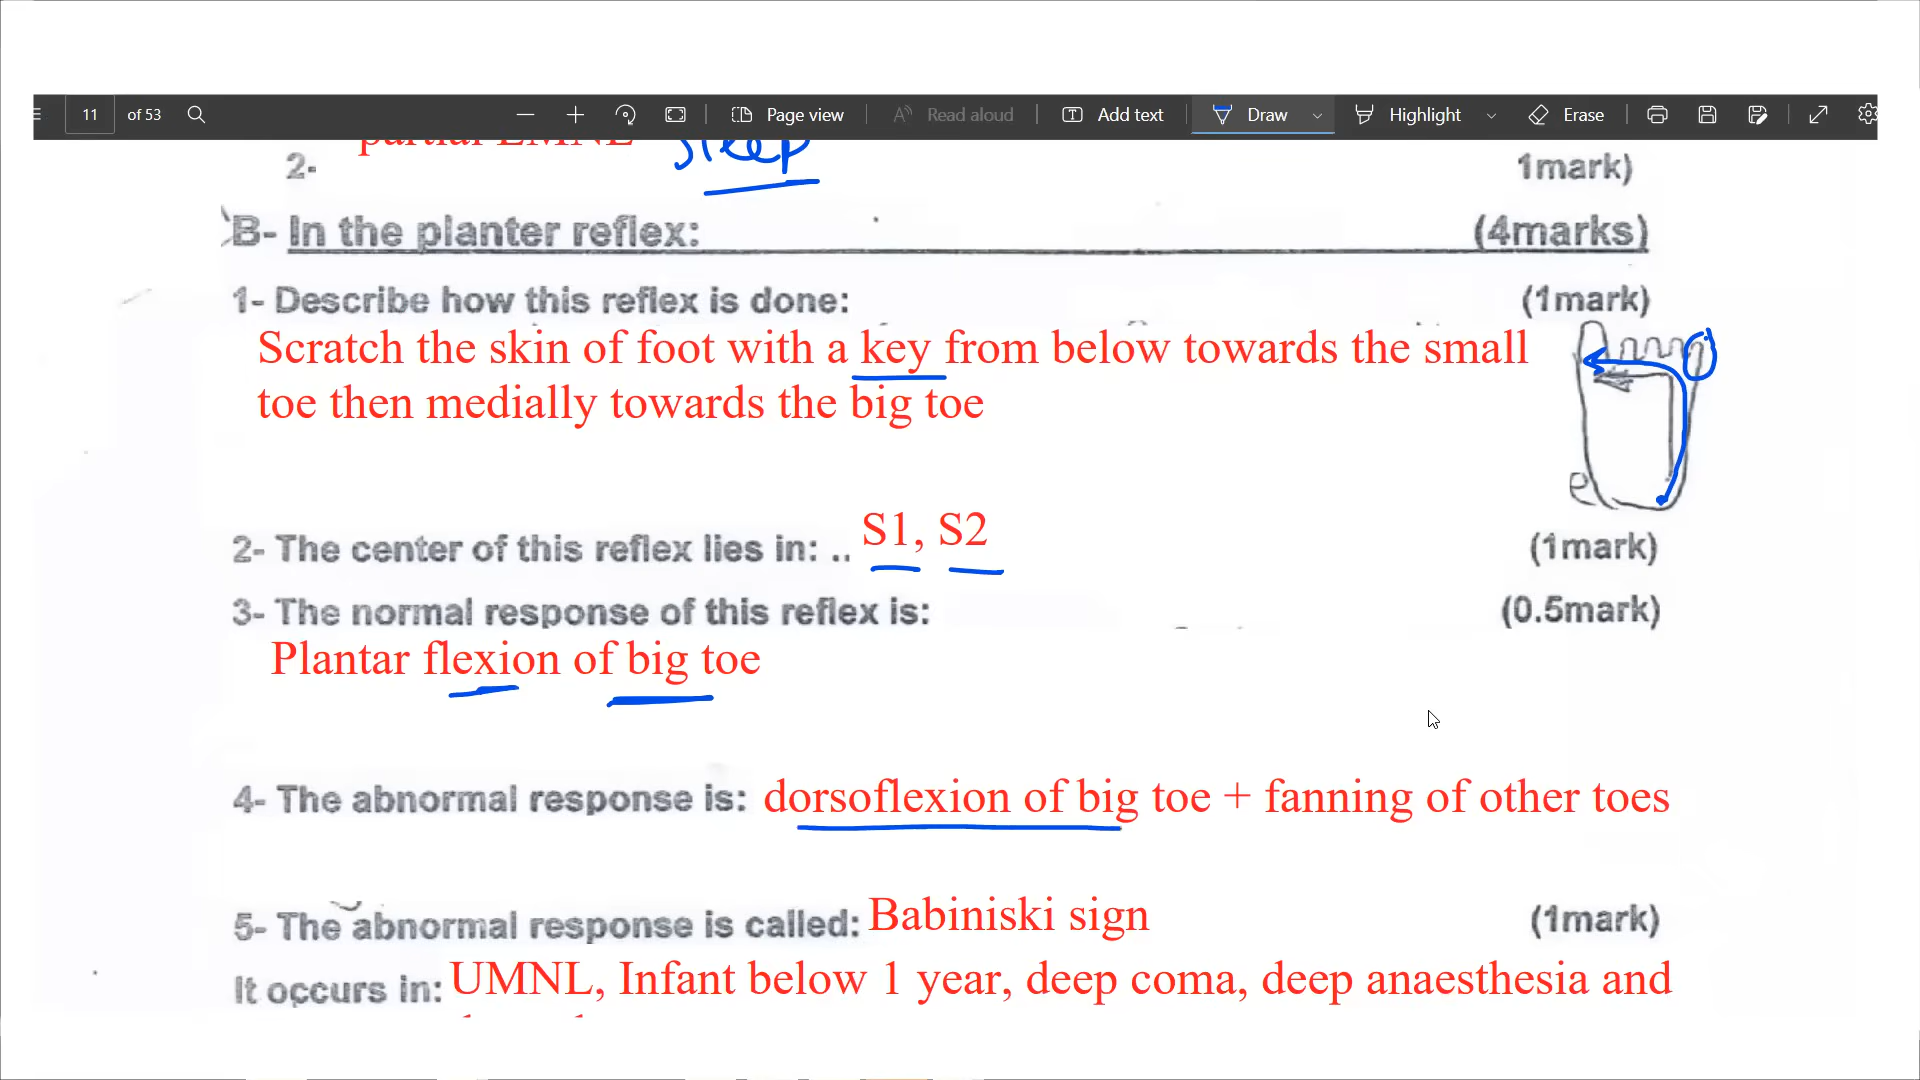 11 of 53 Page view Read aloud Add text Draw Highlight Erase
partial LMNL sleep
2- 1mark)
B- In the planter reflex: (4marks)
1- Describe how this reflex is done: (1mark)
Scratch the skin of foot with a key from below towards the small
toe then medially towards the big toe
2- The center of this reflex lies in: .. S1, S2 (1mark)
3- The normal response of this reflex is: (0.5mark)
Plantar flexion of big toe
4- The abnormal response is: dorsoflexion of big toe + fanning of other toes
5- The abnormal response is called: Babiniski sign (1mark)
It occurs in: UMNL, Infant below 1 year, deep coma, deep anaesthesia and